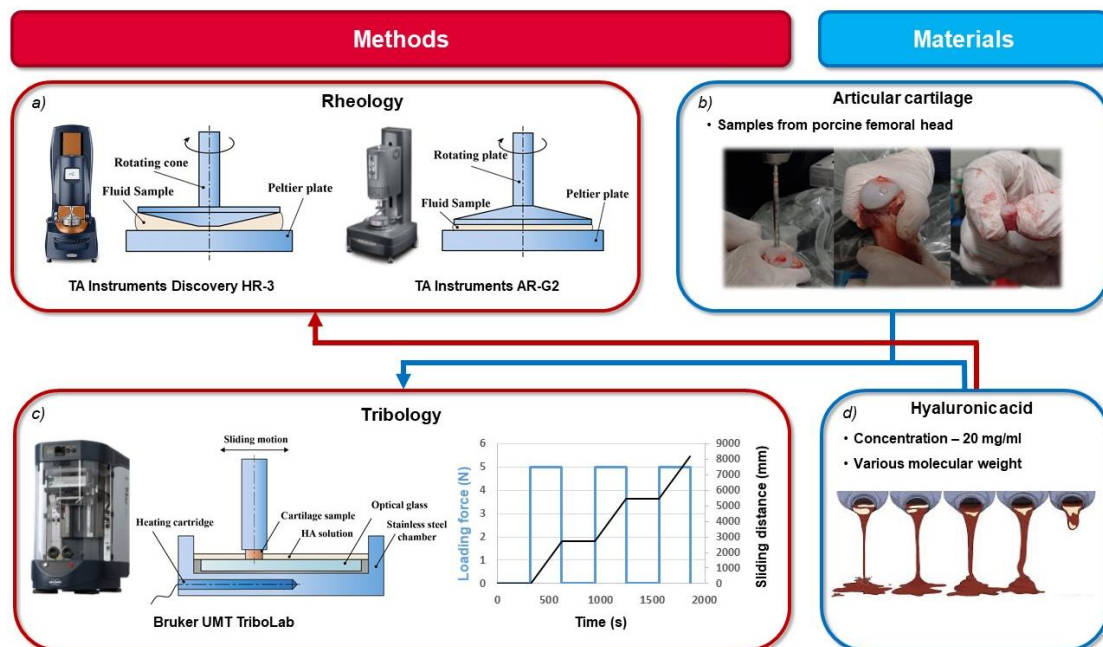 Methods
Materials
a)
Rheology
Rotating cone
Fluid Sample
Peltier plate
TA Instruments Discovery HR-3
Rotating plate
Fluid Sample
Peltier plate
TA Instruments AR-G2
b)
Articular cartilage
• Samples from porcine femoral head
c)
Tribology
Sliding motion
Heating cartridge
Cartilage sample
HA solution
Optical glass
Stainless steel
chamber
Bruker UMT TriboLab
Loading force (N)
6
5
4
3
2
1
0
0
500
1000
1500
2000
Time (s)
9000
8000
7000
6000
5000
4000
3000
2000
1000
0
Sliding distance (mm)
d)
Hyaluronic acid
• Concentration – 20 mg/ml
• Various molecular weight